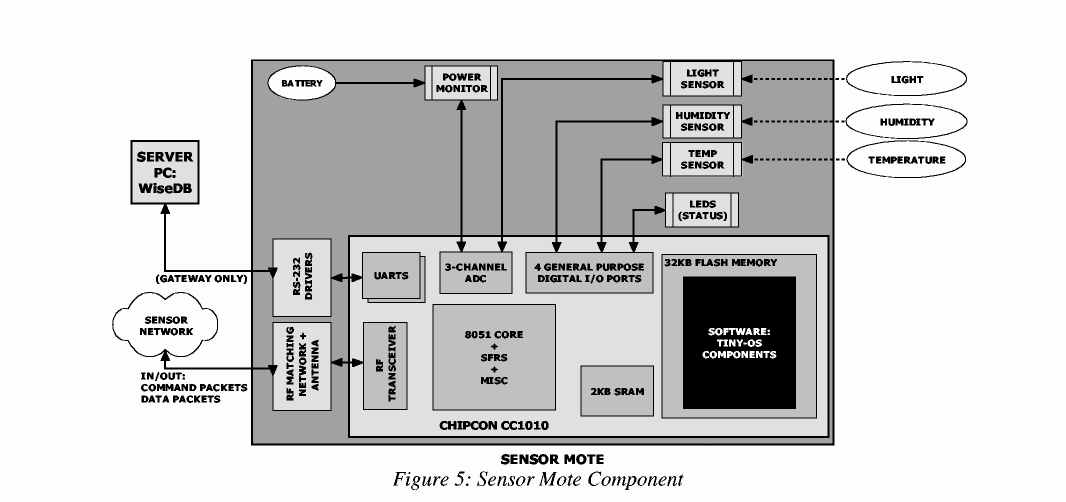 BATTERY
POWER
MONITOR
LIGHT
SENSOR
LIGHT
HUMIDITY
SENSOR
HUMIDITY
TEMP
SENSOR
TEMPERATURE
SERVER
PC:
WiseDB
LEDS
(STATUS)
(GATEWAY ONLY)
RS-232
DRIVERS
UARTS
3-CHANNEL
ADC
4 GENERAL PURPOSE
DIGITAL I/O PORTS
32KB FLASH MEMORY
SENSOR
NETWORK
SOFTWARE:
TINY-OS
COMPONENTS
RF MATCHING
NETWORK +
ANTENNA
RF
TRANSCEIVER
8051 CORE
+
SFRS
+
MISC
2KB SRAM
IN/OUT:
COMMAND PACKETS
DATA PACKETS
CHIPCON CC1010
SENSOR MOTE
Figure 5: Sensor Mote Component